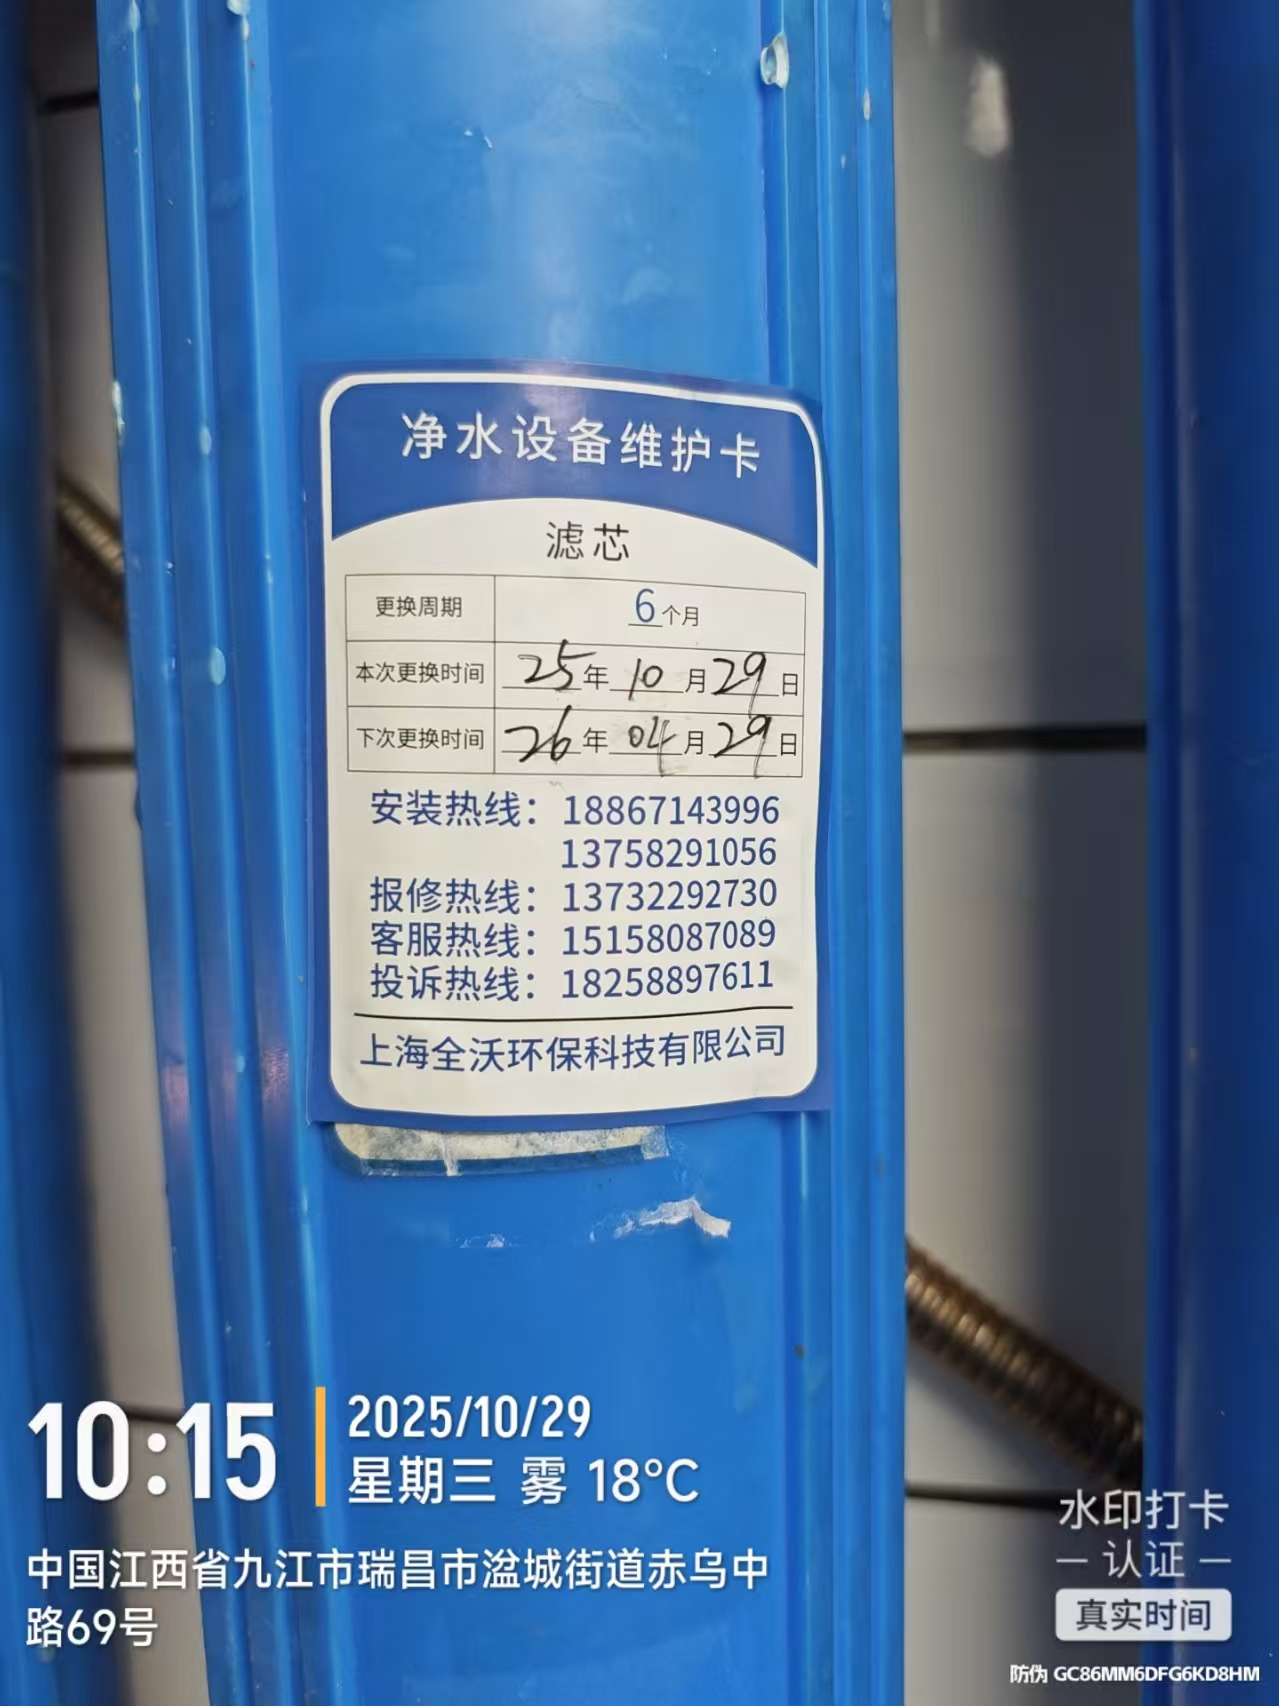 净水设备维护卡
滤芯
更换周期 6个月
本次更换时间 25年10月29日
下次更换时间 26年04月29日
安装热线：18867143996
13758291056
报修热线：13732292730
客服热线：15158087089
投诉热线：18258897611
上海全沃环保科技有限公司
10:15
2025/10/29
星期三 雾 18°C
中国江西省九江市瑞昌市湓城街道赤乌中
路69号
水印打卡
认证
真实时间
防伪 GC86MM6DFG6KD8HM